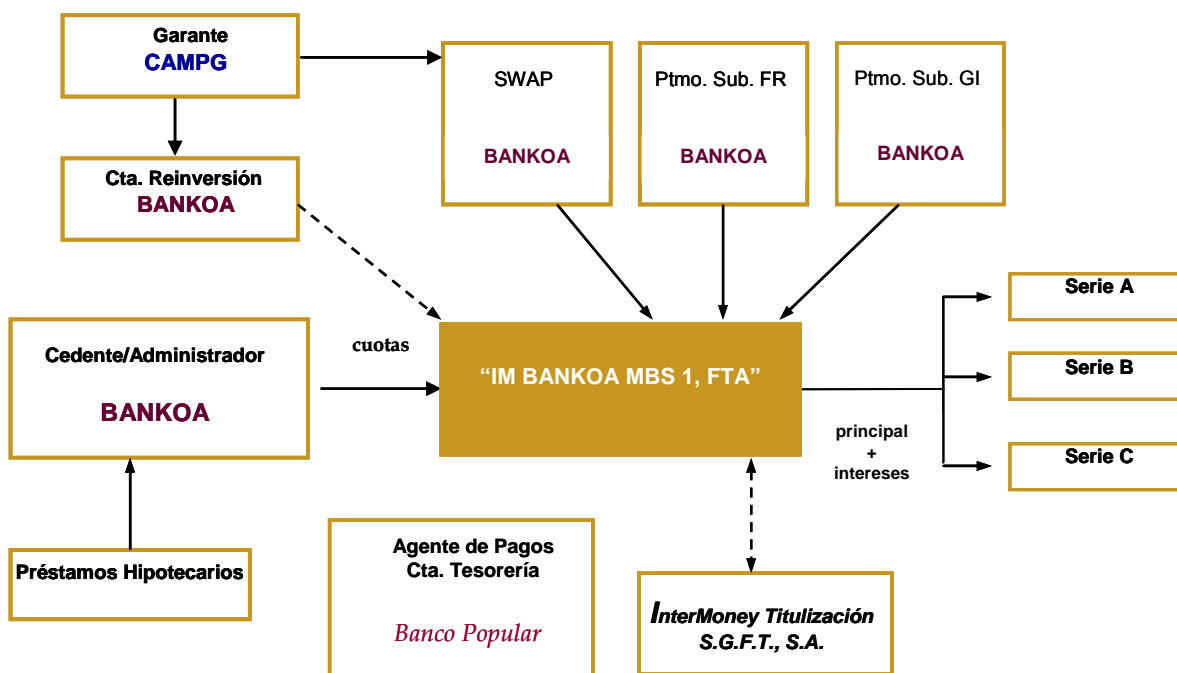 Garante
CAMPG
SWAP
BANKOA
Ptmo. Sub. FR
BANKOA
Ptmo. Sub. GI
BANKOA
Cta. Reinversión
BANKOA
Cedente/Administrador
BANKOA
cuotas
“IM BANKOA MBS 1, FTA”
principal
+
intereses
Serie A
Serie B
Serie C
Préstamos Hipotecarios
Agente de Pagos
Cta. Tesorería
Banco Popular
InterMoney Titulización
S.G.F.T., S.A.